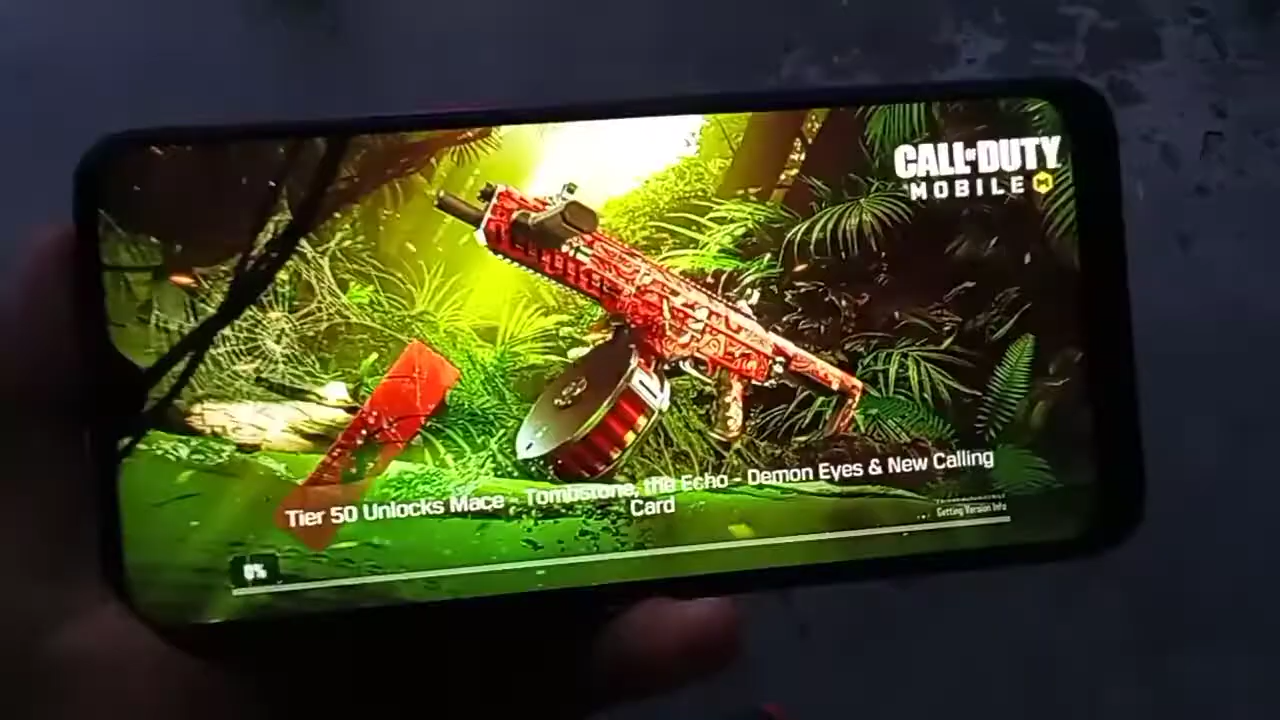 CALL OF DUTY
MOBILE
Tier 50 Unlocks Mace - Tombstone, the Echo - Demon Eyes & New Calling
Card
Getting Version Info
0%